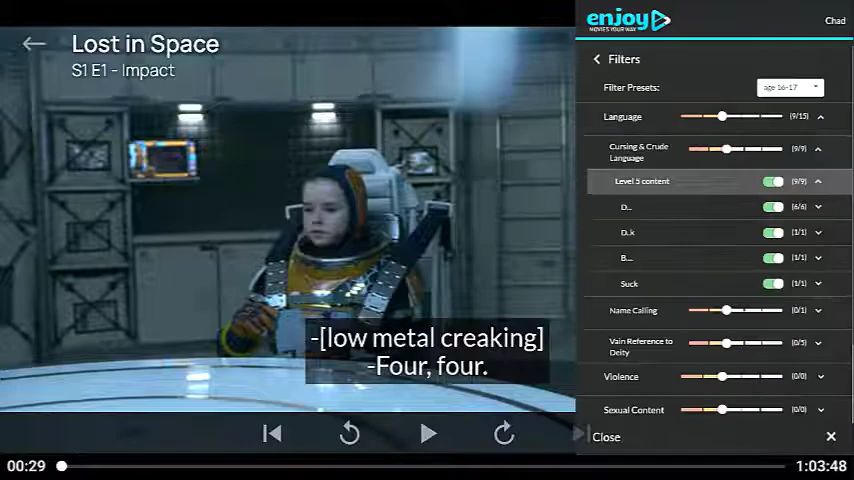 Lost in Space
S1 E1 - Impact
-[low metal creaking]
-Four, four.
00:29
1:03:48
enjoy
MOVIES YOUR WAY
Chad
Filters
Filter Presets:
age 16-17
Language
(9/15)
Cursing & Crude
Language
(9/9)
Level 5 content
(9/9)
D...
(6/6)
D..k
(1/1)
B...
(1/1)
Suck
(1/1)
Name Calling
(0/1)
Vain Reference to
Deity
(0/5)
Violence
(0/0)
Sexual Content
(0/0)
Close